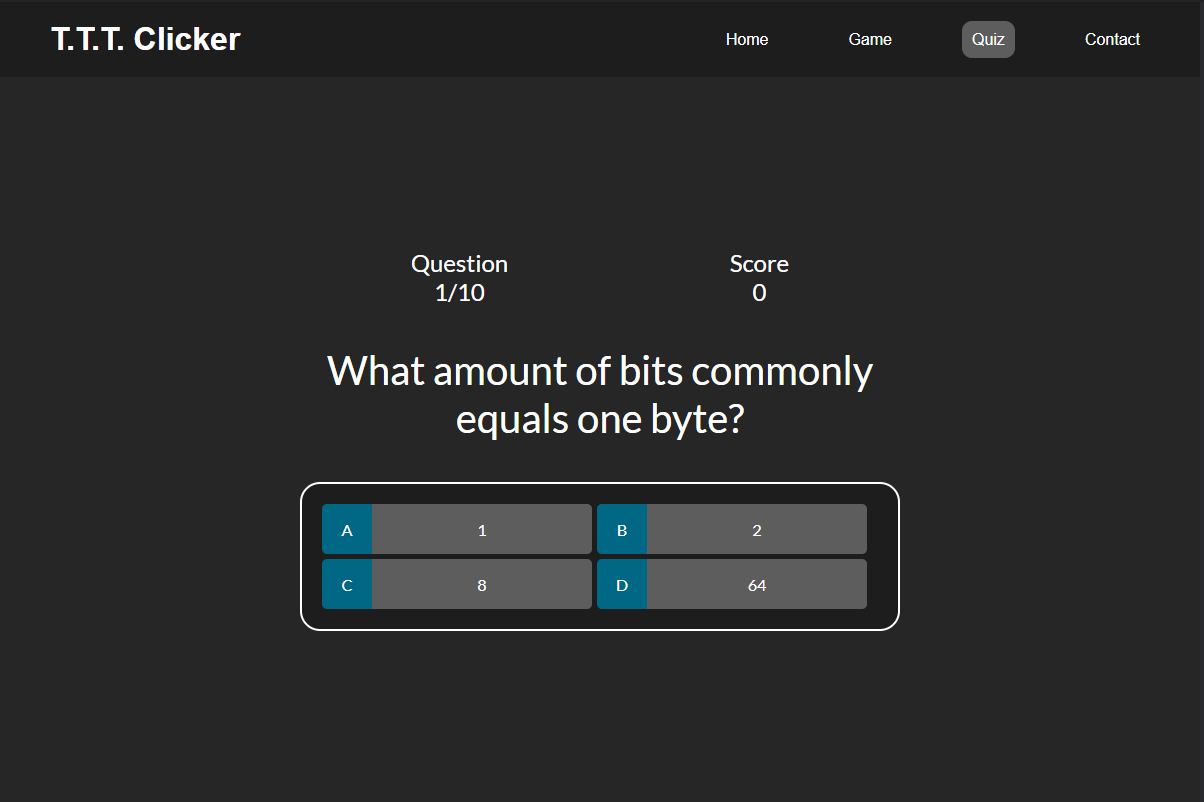 T.T.T. Clicker Home Game Quiz Contact
Question Score
1/10 0
What amount of bits commonly
equals one byte?
A 1 B 2
C 8 D 64